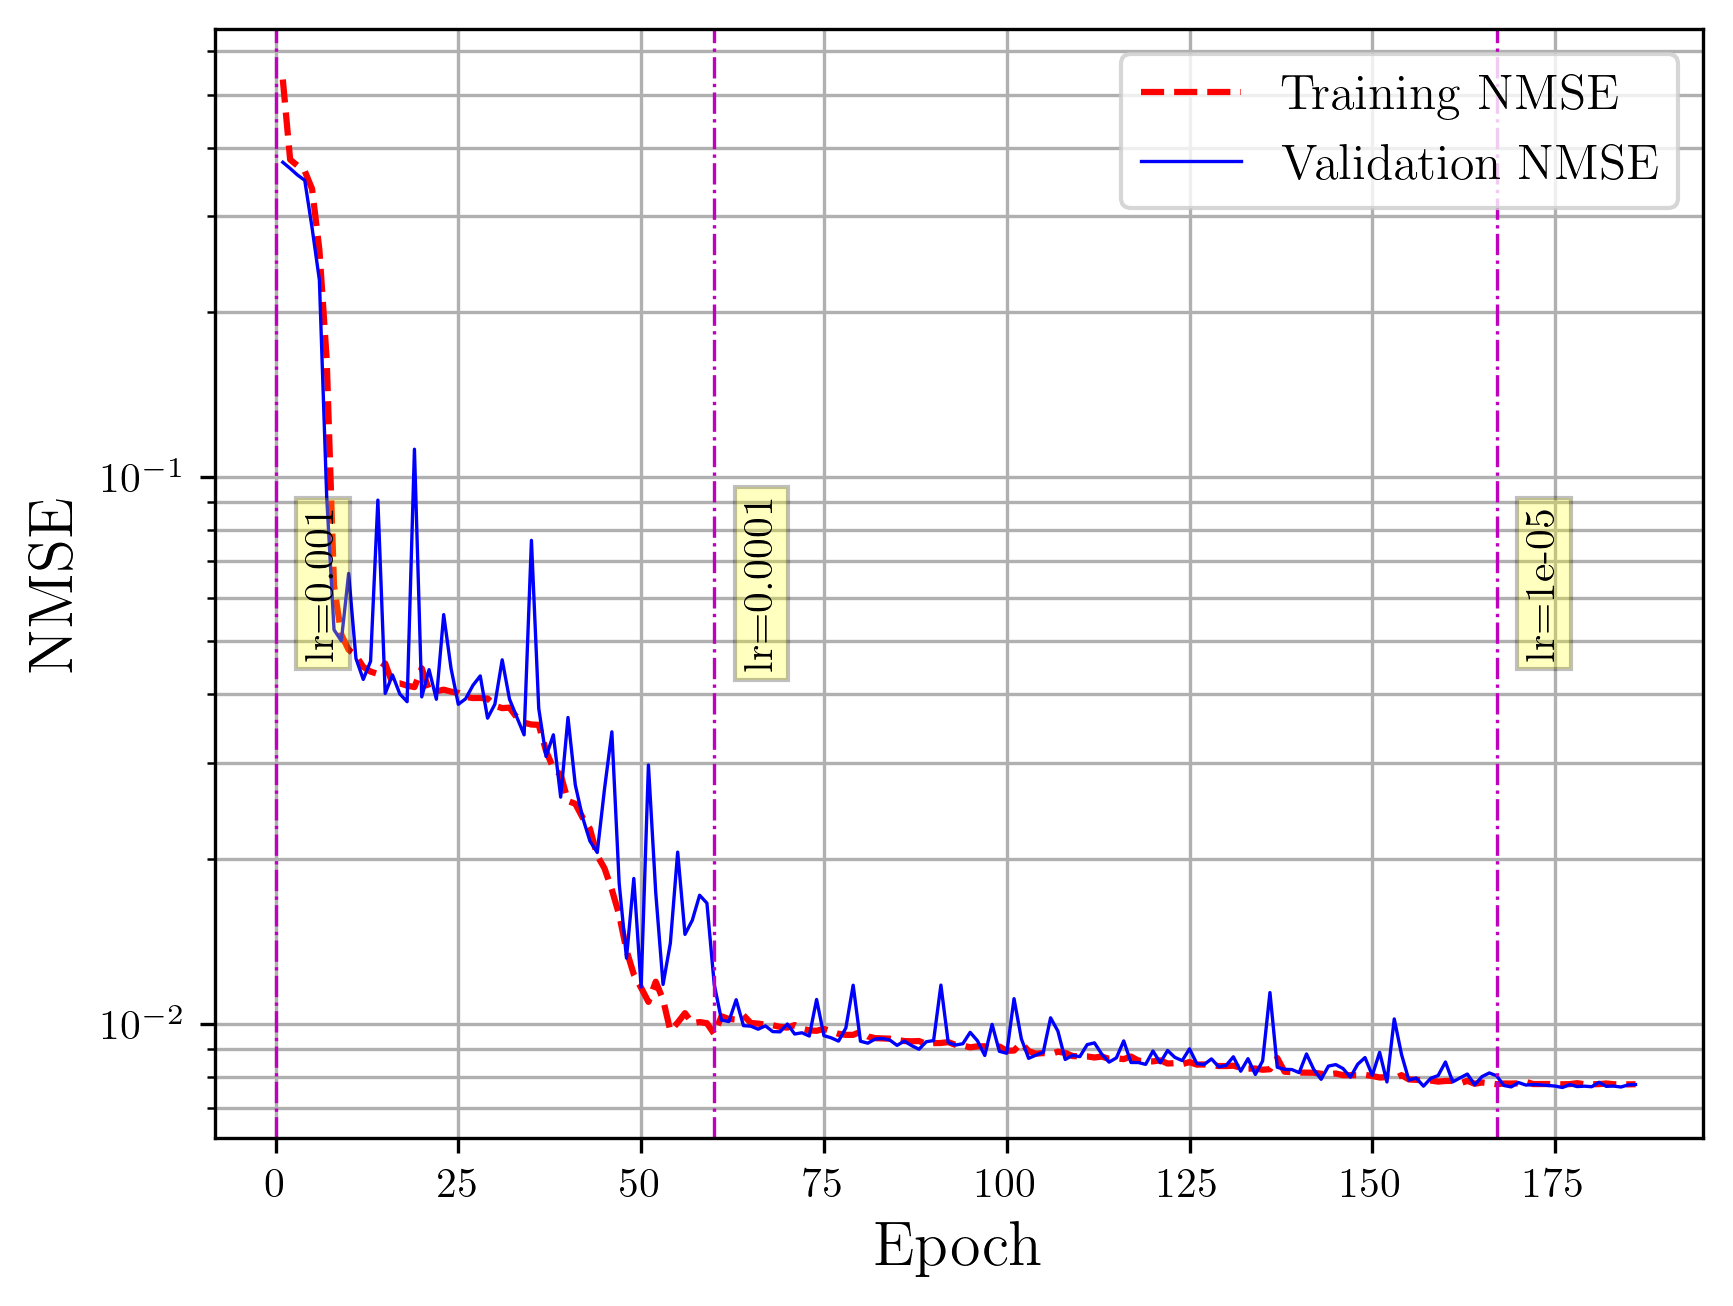 Training NMSE
Validation NMSE
NMSE
10⁻¹
10⁻²
lr=0.001
lr=0.0001
lr=1e-05
0 25 50 75 100 125 150 175
Epoch